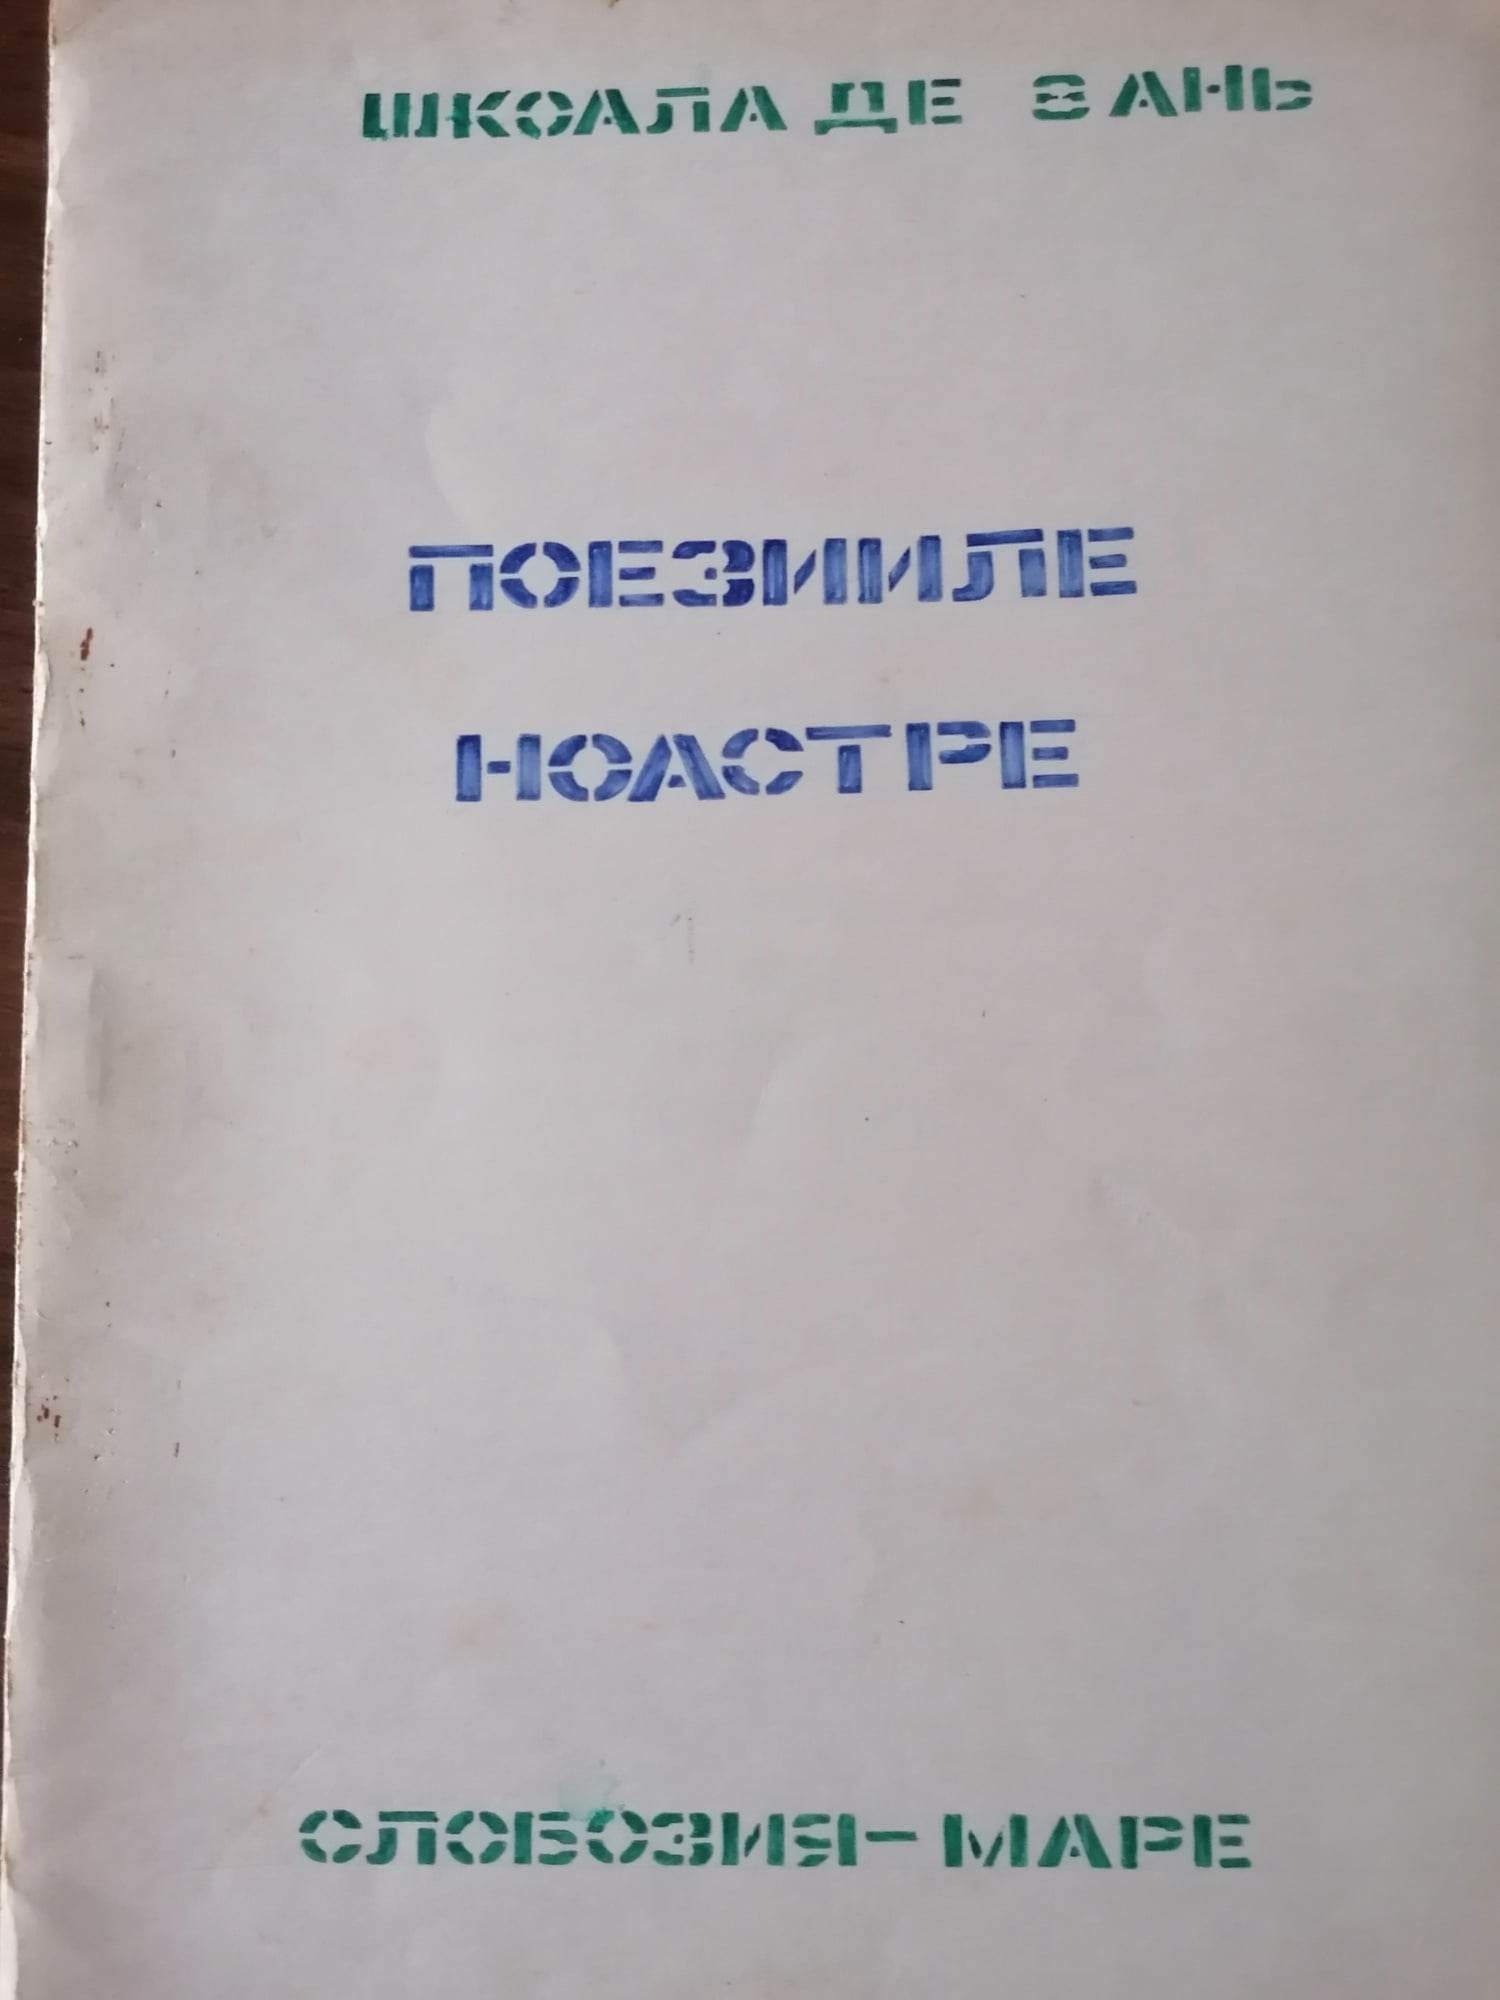 ШКОАЛА ДЕ 8 АНЬ
ПОЕЗИИЛЕ
НОАСТРЕ
СЛОБОЗИЯ-МАРЕ